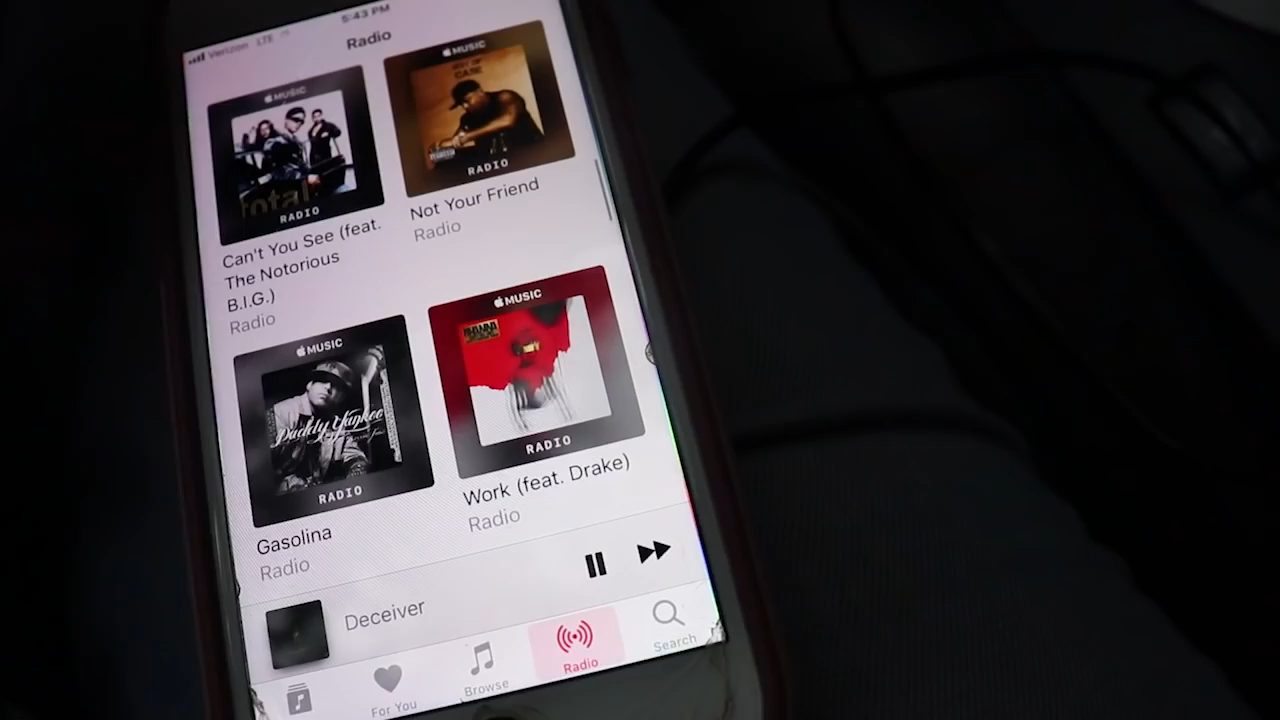 Verizon LTE
5:43 PM
Radio
MUSIC
total
RADIO
Can't You See (feat.
The Notorious
B.I.G.)
Radio
MUSIC
CASE
RADIO
Not Your Friend
Radio
MUSIC
Daddy Yankee
RADIO
Gasolina
Radio
MUSIC
RIHANNA
RADIO
Work (feat. Drake)
Radio
Deceiver
For You
Browse
Radio
Search